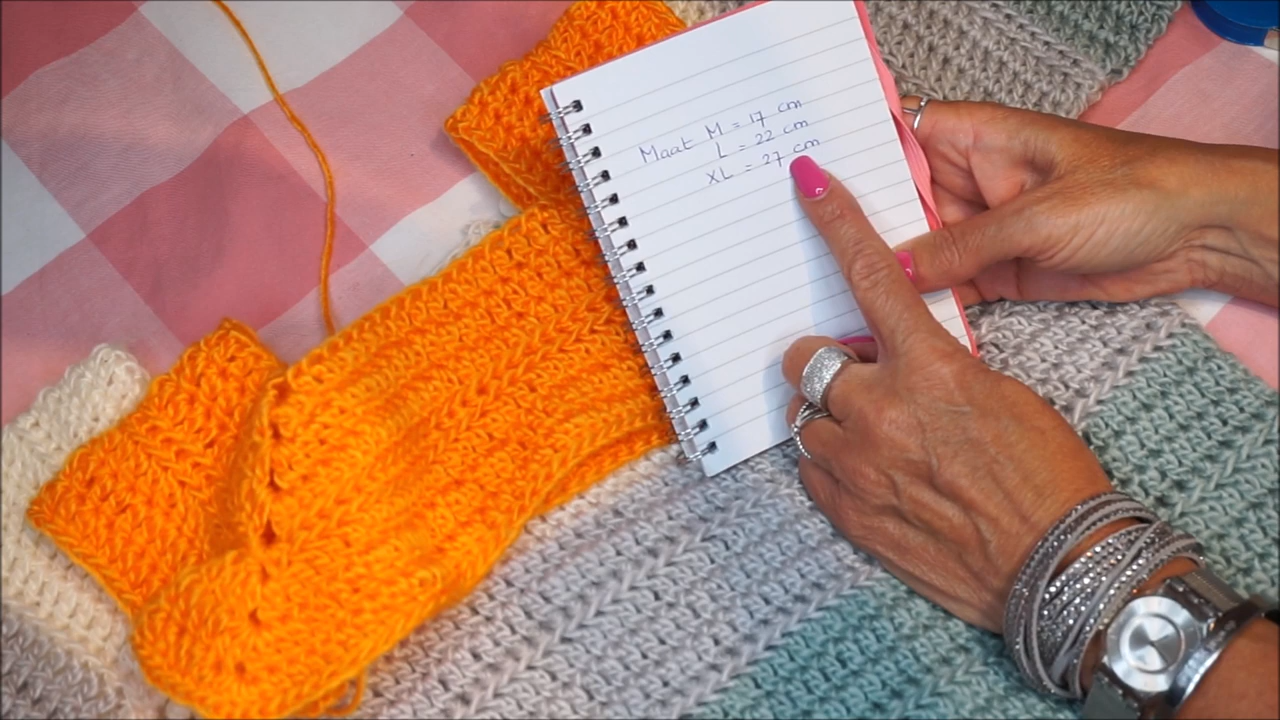 Maat M = 17 cm
L = 22 cm
XL = 27 cm